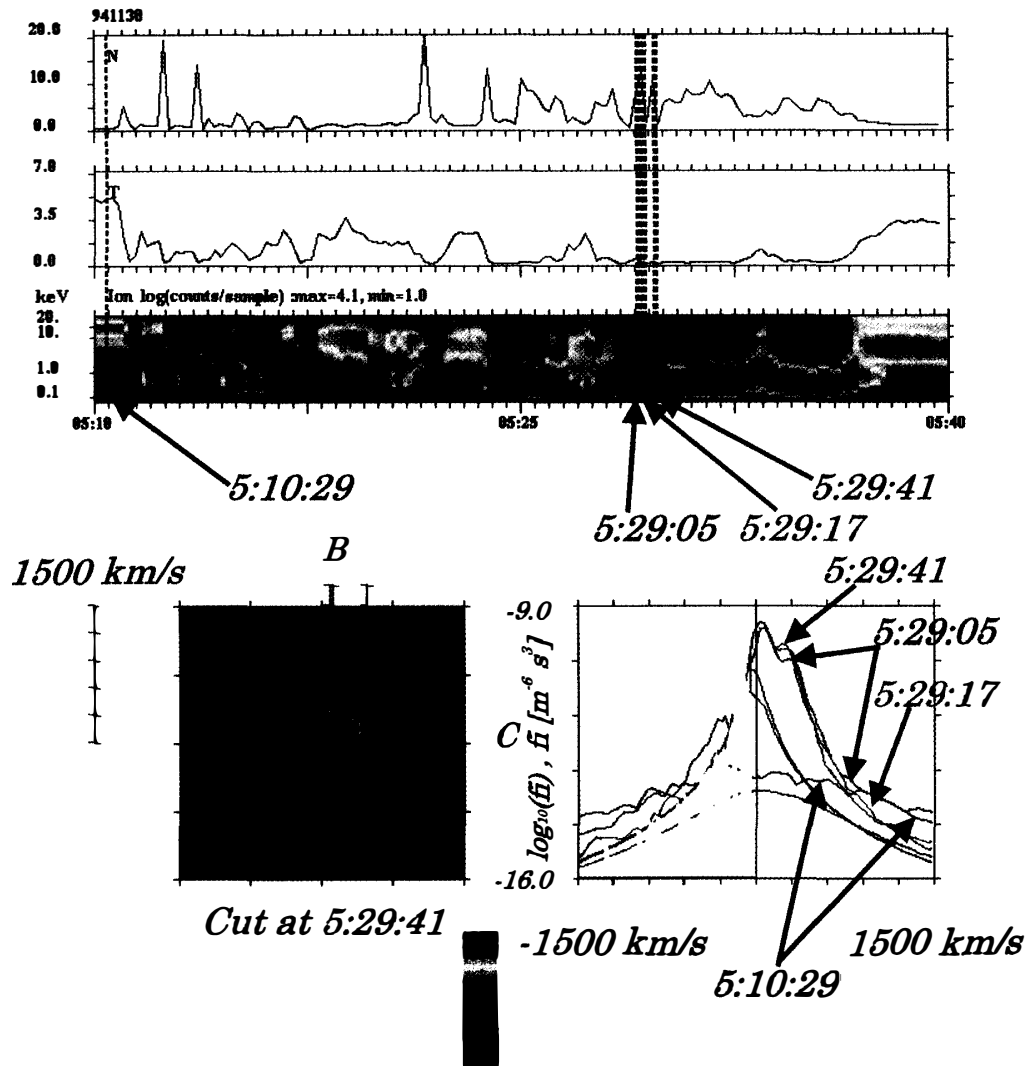 941130
20.0
N
10.0
0.0
7.0
T
3.5
0.0
keV
Ion log(counts/sample) :max=4.1, min=1.0
20.
10.
1.0
0.1
05:10
05:25
05:40
5:10:29
5:29:41
5:29:05
5:29:17
B
1500 km/s
5:29:41
-9.0
5:29:05
5:29:17
C
log₁₀(fi) , fi [m⁻⁶ s³]
-16.0
Cut at 5:29:41
-1500 km/s
1500 km/s
5:10:29